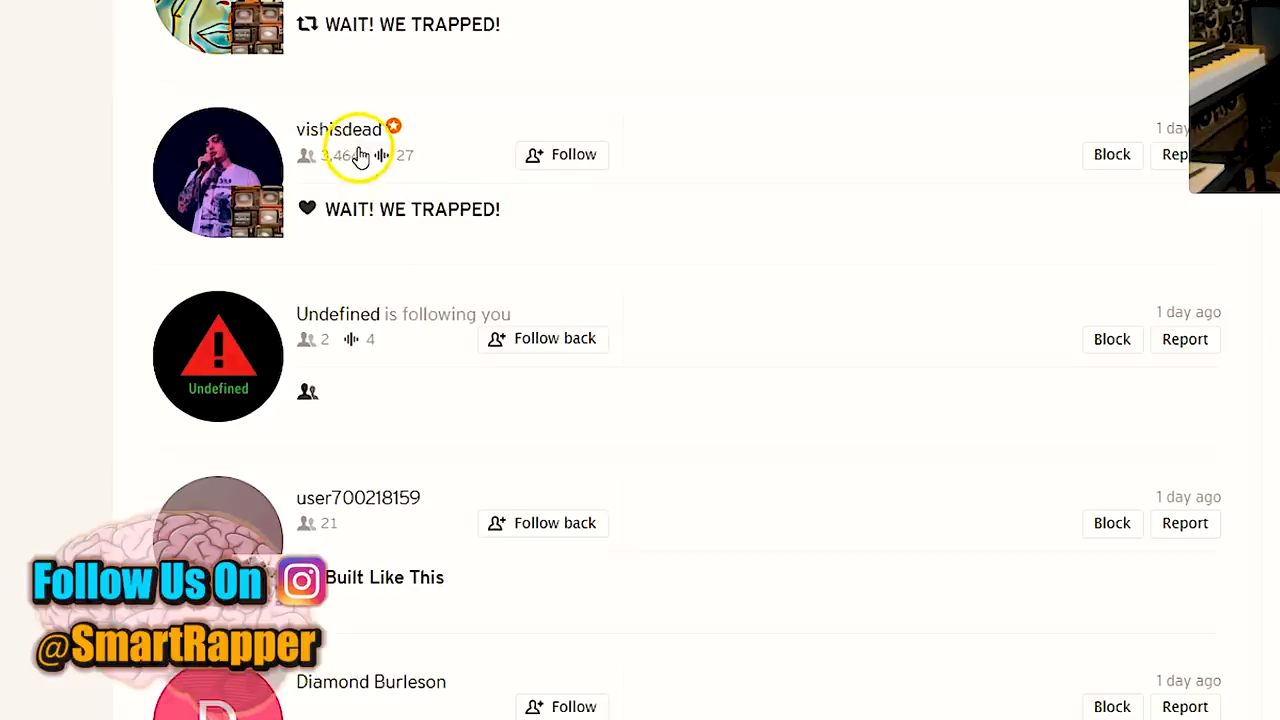 WAIT! WE TRAPPED!
vishisdead
27
Follow
1 day
Block
Rep
WAIT! WE TRAPPED!
Undefined is following you
1 day ago
2 4
Follow back
Block
Report
Undefined
user700218159
1 day ago
21
Follow back
Block
Report
Built Like This
Follow Us On
@SmartRapper
Diamond Burleson
1 day ago
Follow
Block
Report
D